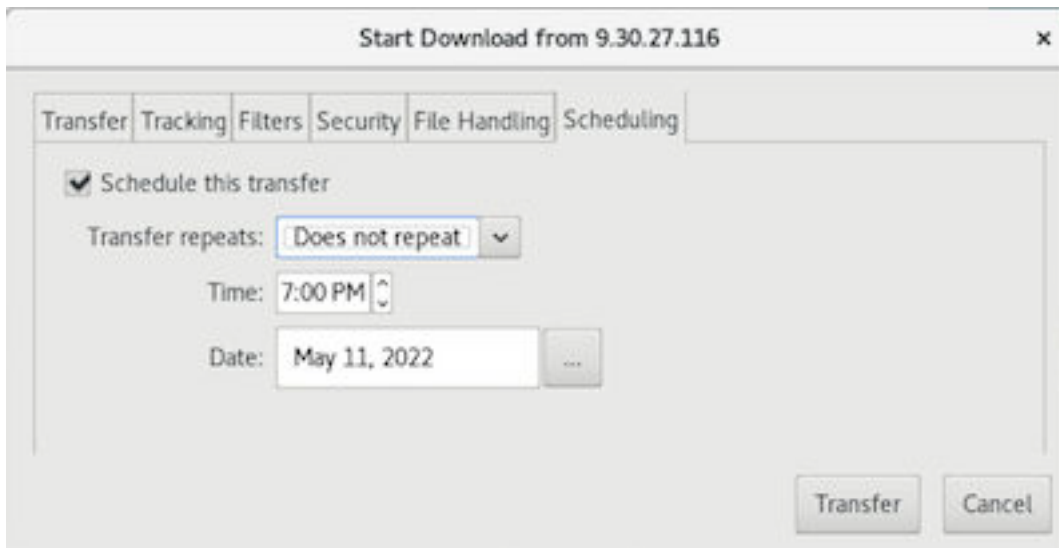 Start Download from 9.30.27.116 ×
Transfer Tracking Filters Security File Handling Scheduling
Schedule this transfer
Transfer repeats: Does not repeat
Time: 7:00 PM
Date: May 11, 2022 ...
Transfer Cancel